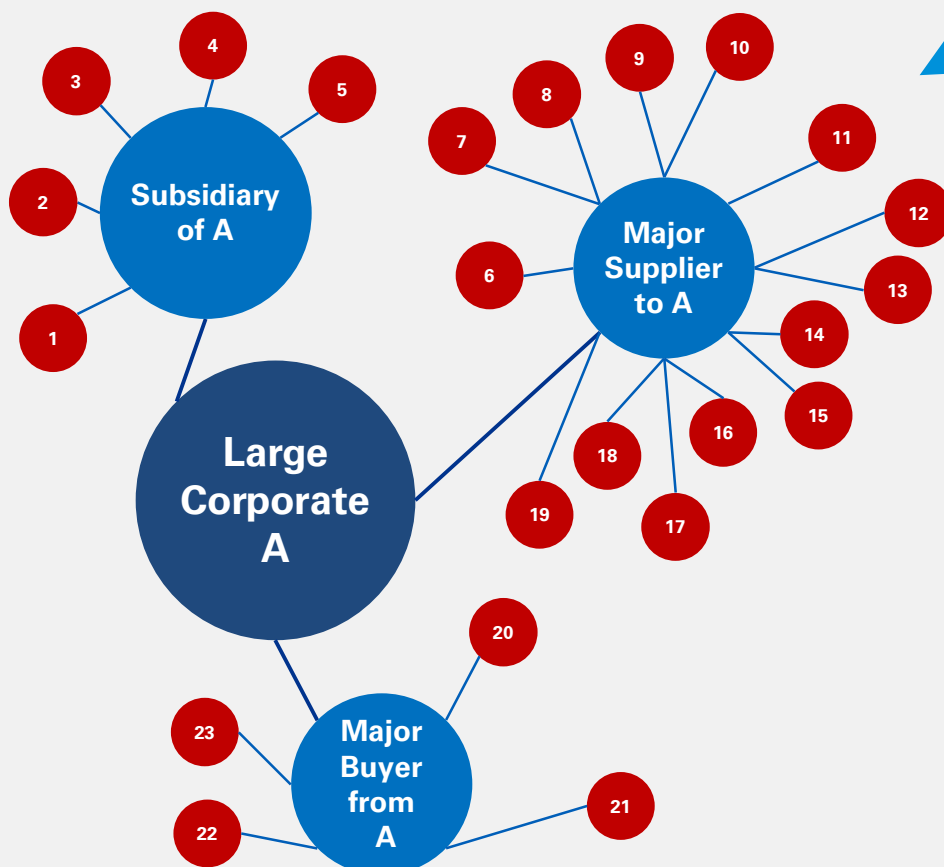 4
3
5
2
Subsidiary
of A
1
10
9
8
7
11
12
Major
Supplier
to A
6
13
14
15
16
18
19
17
Large
Corporate
A
20
23
Major
Buyer
from
A
21
22